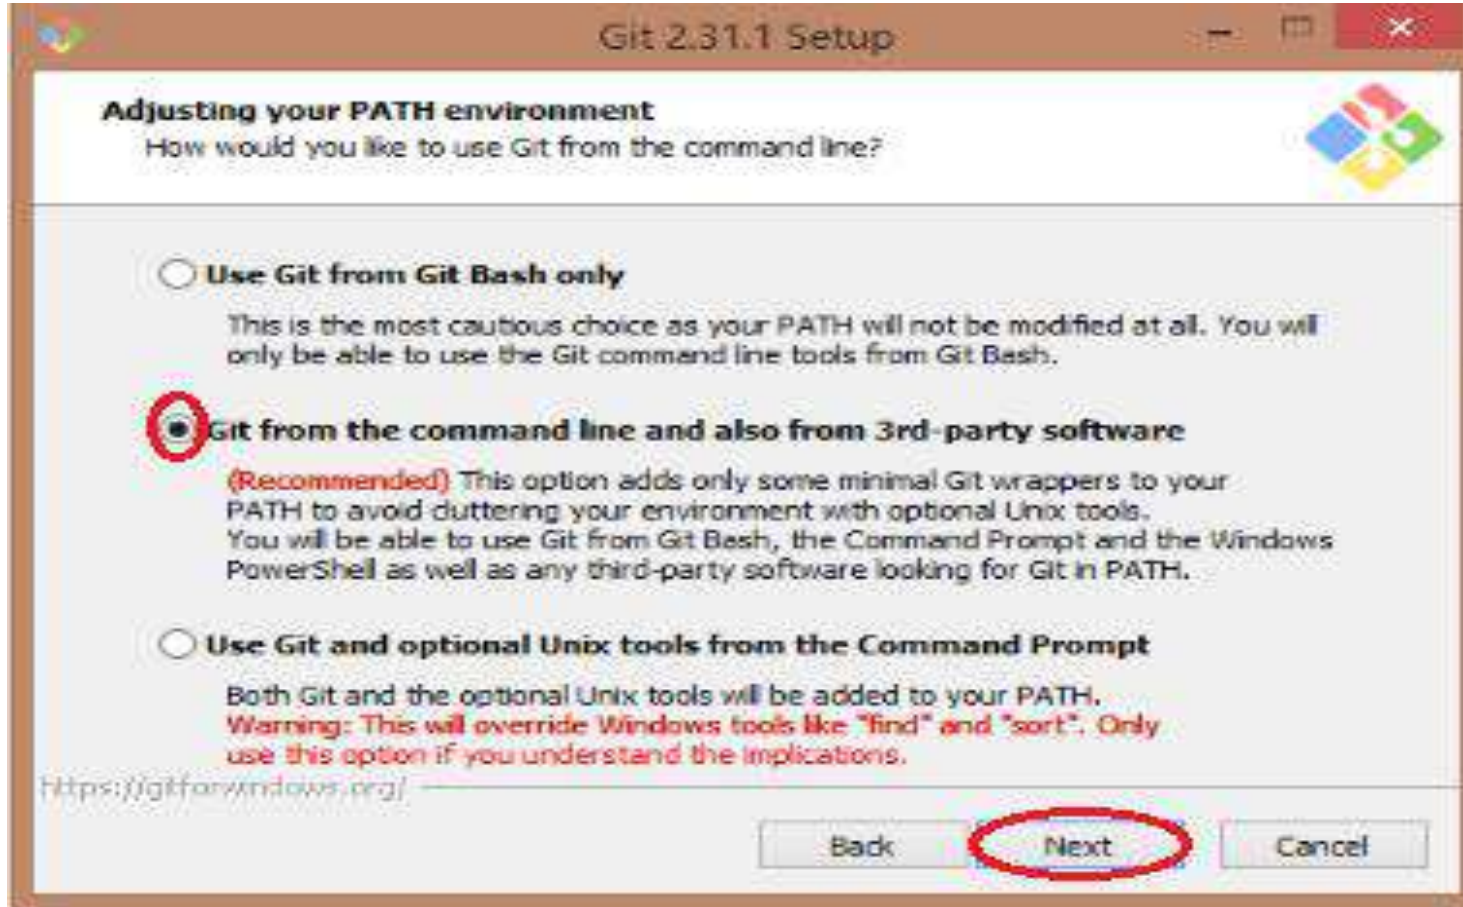 Git 2.31.1 Setup
Adjusting your PATH environment
How would you like to use Git from the command line?
Use Git from Git Bash only
This is the most cautious choice as your PATH will not be modified at all. You will
only be able to use the Git command line tools from Git Bash.
Git from the command line and also from 3rd-party software
(Recommended) This option adds only some minimal Git wrappers to your
PATH to avoid cluttering your environment with optional Unix tools.
You will be able to use Git from Git Bash, the Command Prompt and the Windows
PowerShell as well as any third-party software looking for Git in PATH.
Use Git and optional Unix tools from the Command Prompt
Both Git and the optional Unix tools will be added to your PATH.
Warning: This will override Windows tools like "find" and "sort". Only
use this option if you understand the implications.
https://gitforwindows.org/
Back Next Cancel